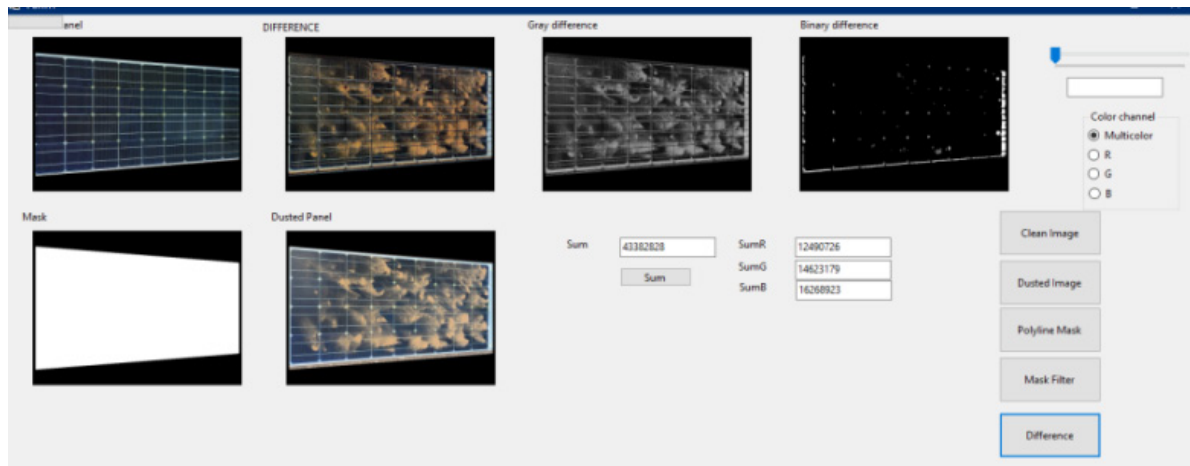 anel
DIFFERENCE
Gray difference
Binary difference
Color channel
Multicolor
R
G
B
Mask
Dusted Panel
Sum
43382828
Sum
SumR
12490726
SumG
14623179
SumB
16268923
Clean Image
Dusted Image
Polyline Mask
Mask Filter
Difference